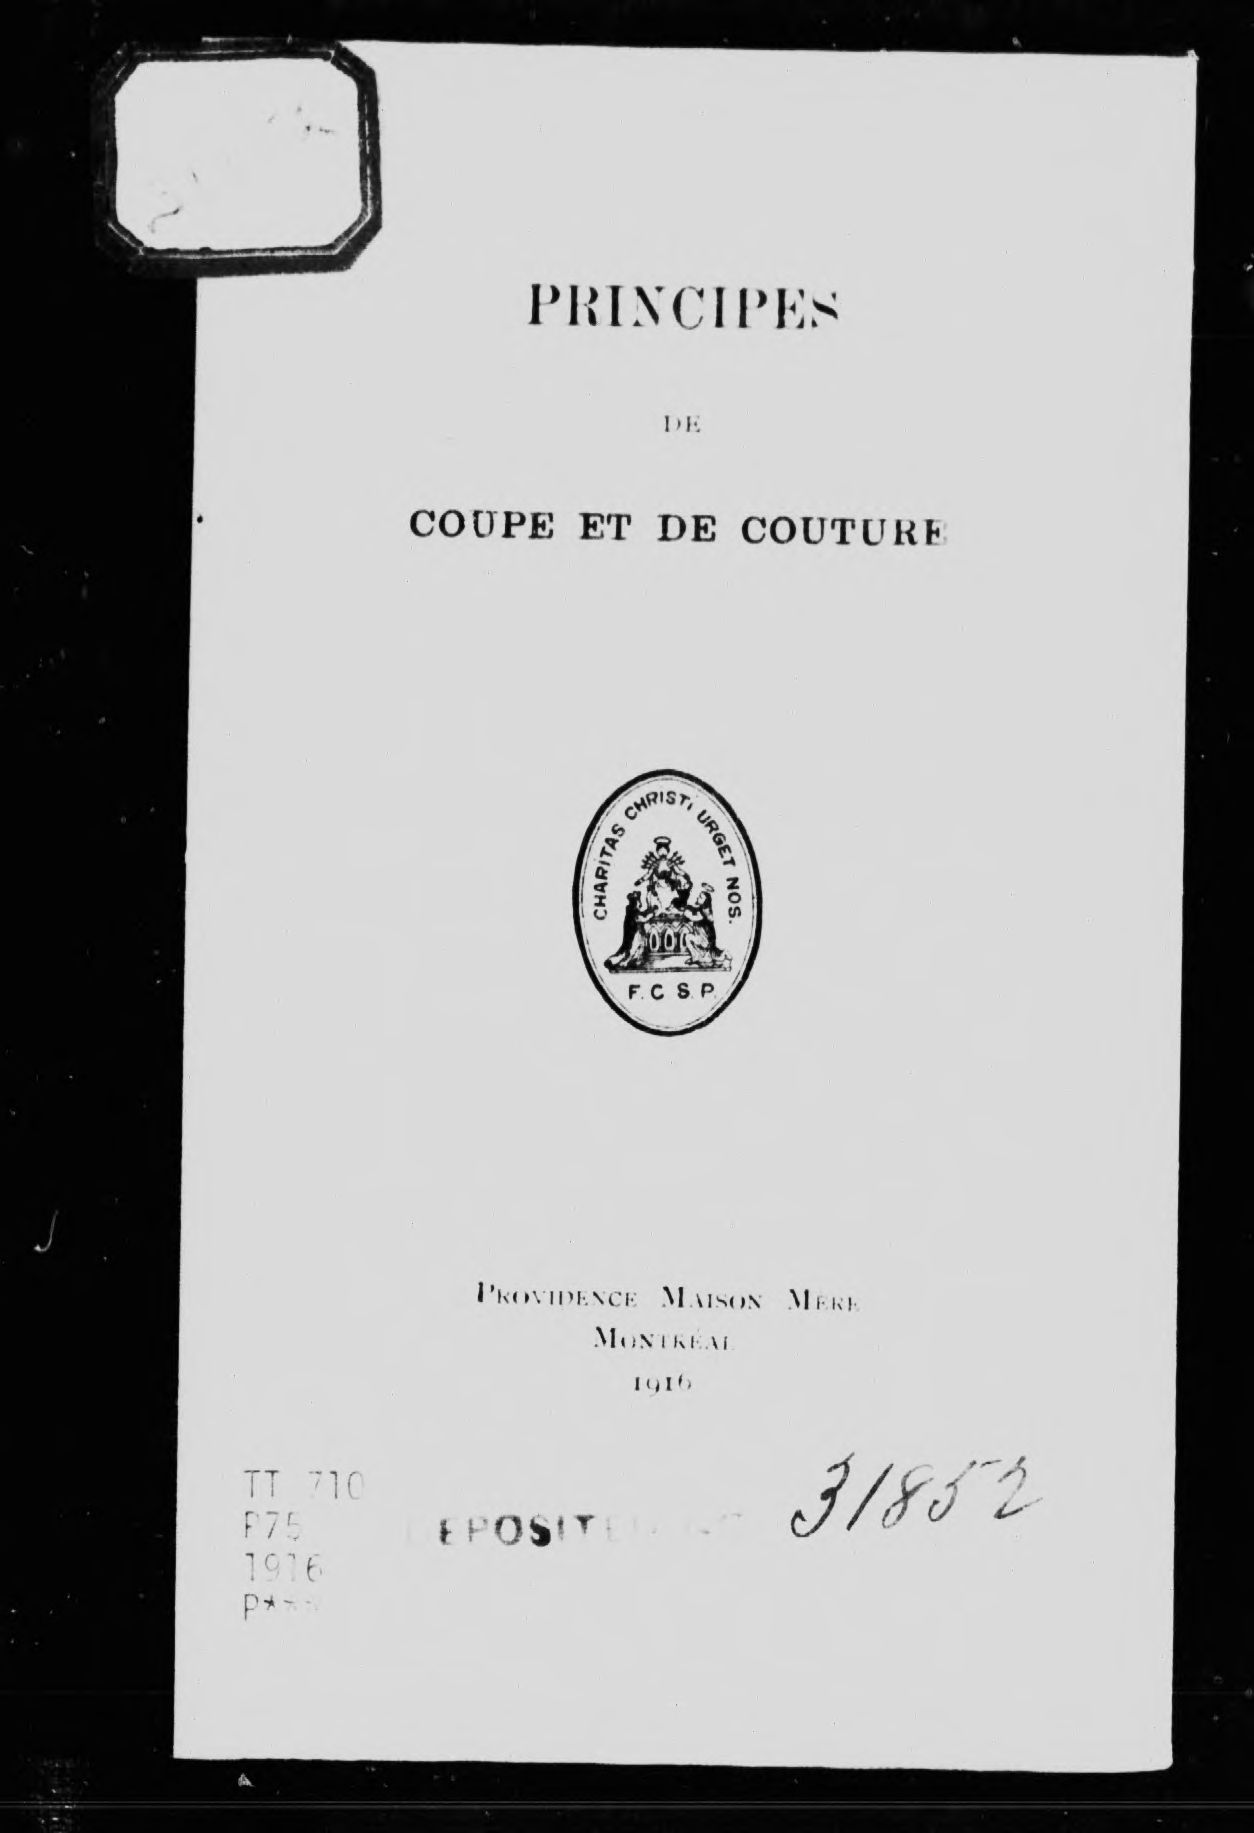 PRINCIPES
DE
COUPE ET DE COUTURE
CHARITAS CHRISTI URGET NOS.
F. C. S. P.
PROVIDENCE MAISON MÈRE
MONTRÉAL
1916
31852
TT 710
P75
1916
P***
DEPOSITED